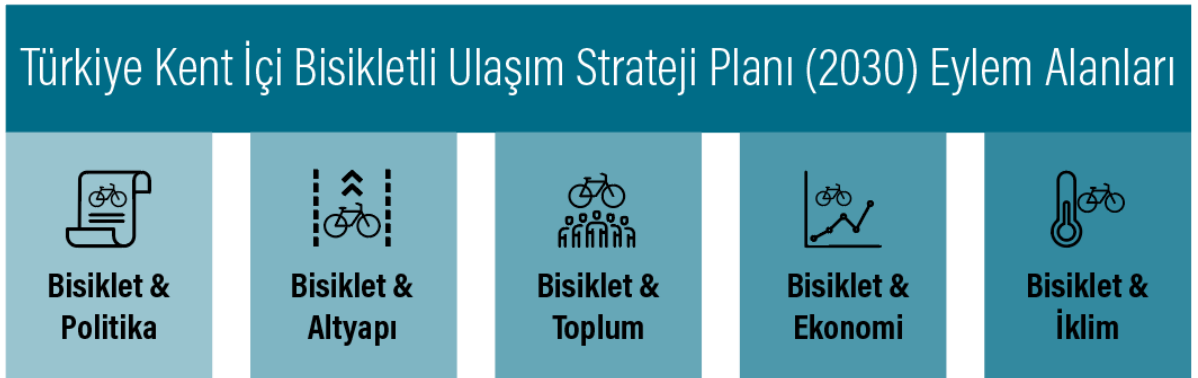 Türkiye Kent İçi Bisikletli Ulaşım Strateji Planı (2030) Eylem Alanları
Bisiklet &
Politika
Bisiklet &
Altyapı
Bisiklet &
Toplum
Bisiklet &
Ekonomi
Bisiklet &
İklim